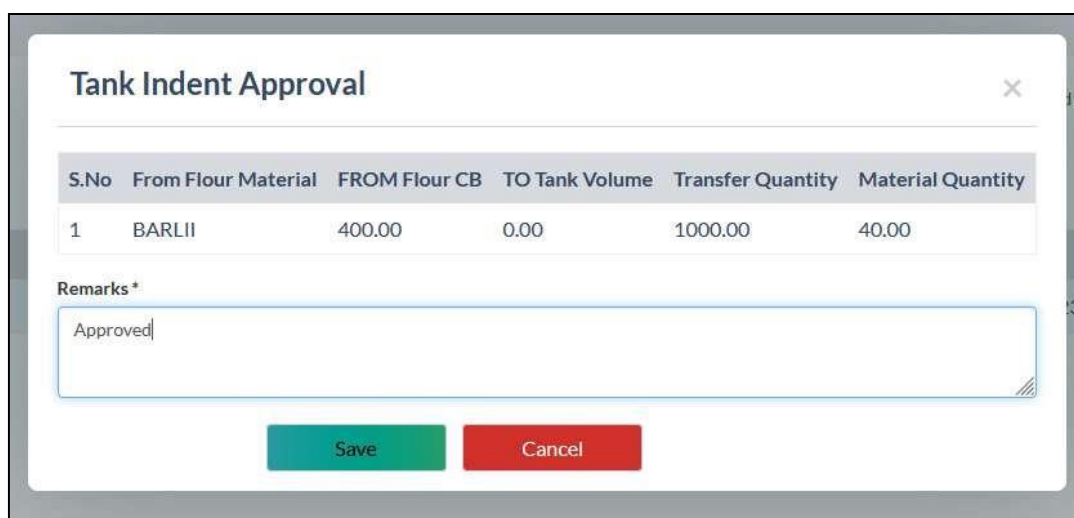 Tank Indent Approval
×
S.No From Flour Material FROM Flour CB TO Tank Volume Transfer Quantity Material Quantity
1 BARLII 400.00 0.00 1000.00 40.00
Remarks *
Approved
Save Cancel